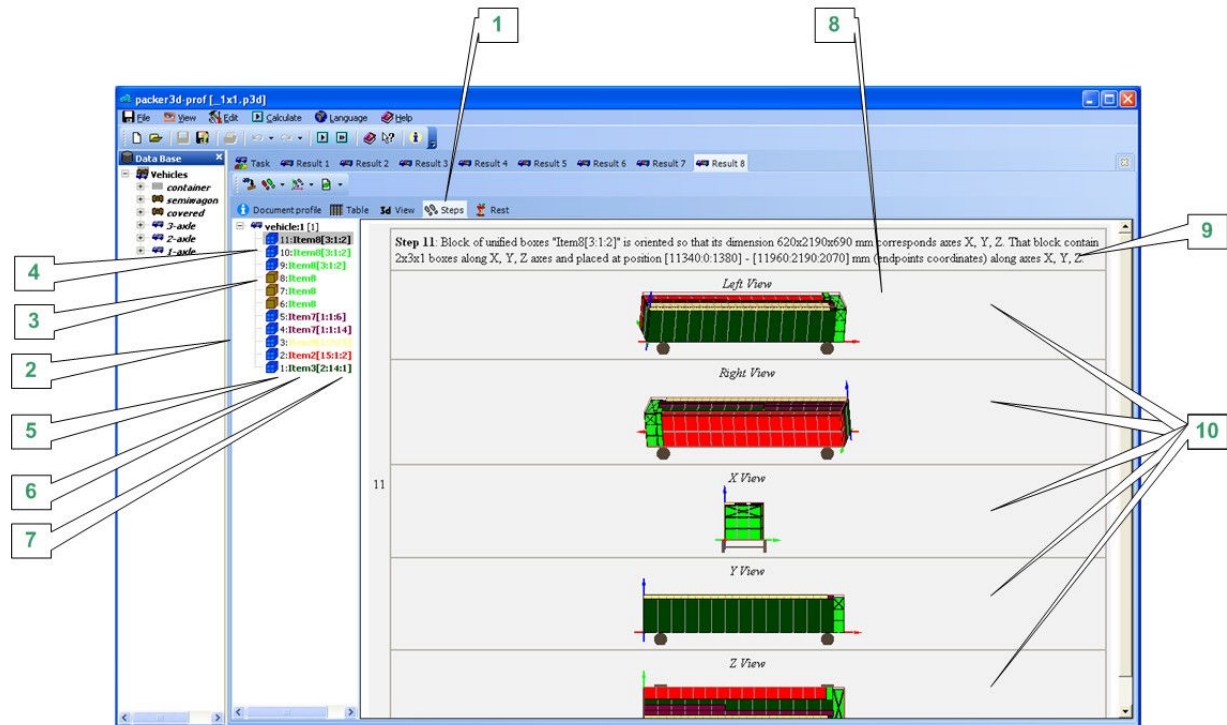 1
8
packer3d-prof [_1x1.p3d]
File View Edit Calculate Language Help
Data Base
Vehicles
container
semiwagon
covered
3-axle
2-axle
1-axle
Task Result 1 Result 2 Result 3 Result 4 Result 5 Result 6 Result 7 Result 8
Document profile Table 3d View Steps Rest
vehicle:1 [1]
11:Item8[3:1:2]
10:Item8[3:1:2]
9:Item8[3:1:2]
8:Item8
7:Item8
6:Item8
5:Item7[1:1:6]
4:Item7[1:1:14]
2:Item2[15:1:2]
1:Item3[2:14:1]
Step 11: Block of unified boxes "Item8[3:1:2]" is oriented so that its dimension 620x2190x690 mm corresponds axes X, Y, Z. That block contain
2x3x1 boxes along X, Y, Z axes and placed at position [11340:0:1380] - [11960:2190:2070] mm (endpoints coordinates) along axes X, Y, Z.
11
Left View
Right View
X View
Y View
Z View
4
3
2
5
6
7
9
10